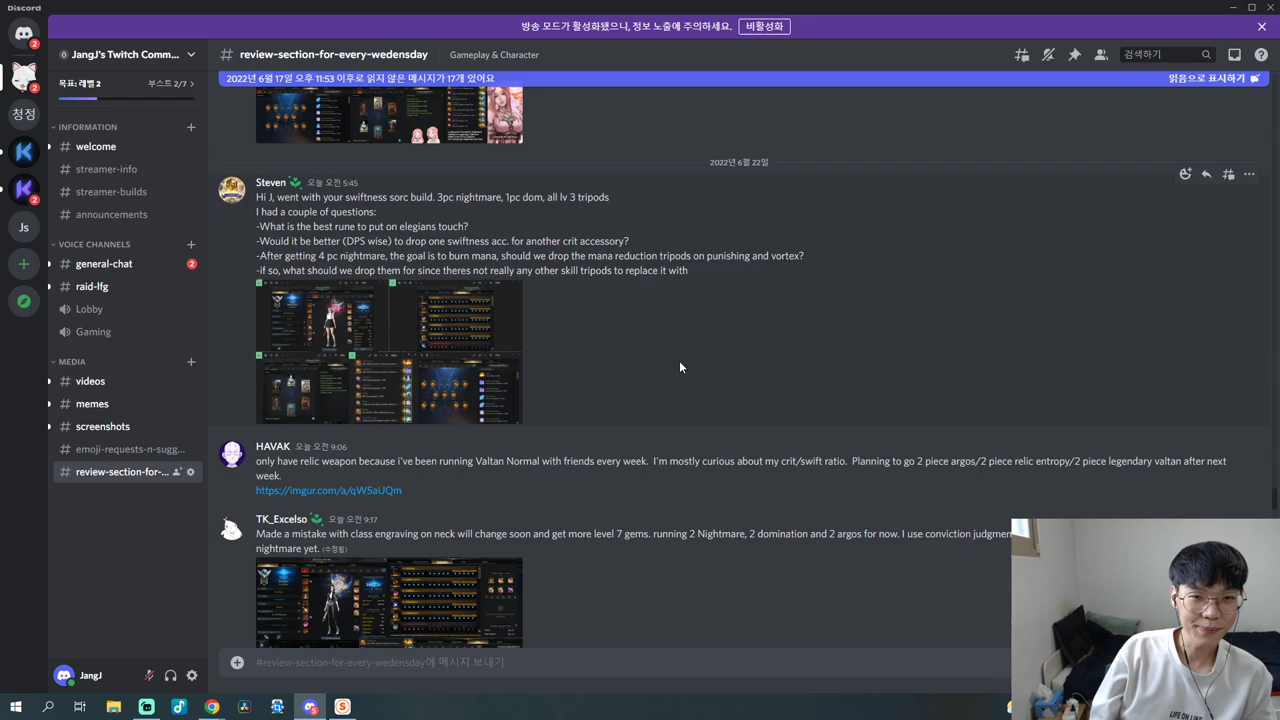 Discord
방송 모드가 활성화됐으니, 정보 노출에 주의하세요.
비활성화
JangJ's Twitch Comm...
review-section-for-every-wedensday
Gameplay & Character
검색하기
목표: 레벨 2
부스트 2/7
2022년 6월 17일 오후 11:53 이후로 읽지 않은 메시지가 17개 있어요
읽음으로 표시하기
청정
Js
2
2
2
INFORMATION
welcome
streamer-info
streamer-builds
announcements
VOICE CHANNELS
general-chat
2
raid-lfg
Lobby
Gaming
MEDIA
videos
memes
screenshots
emoji-requests-n-sugg...
review-section-for-...
2022년 6월 22일
Steven 오늘 오전 5:45
Hi J, went with your swiftness sorc build. 3pc nightmare, 1pc dom, all lv 3 tripods
I had a couple of questions:
-What is the best rune to put on elegians touch?
-Would it be better (DPS wise) to drop one swiftness acc. for another crit accessory?
-After getting 4 pc nightmare, the goal is to burn mana, should we drop the mana reduction tripods on punishing and vortex?
-if so, what should we drop them for since theres not really any other skill tripods to replace it with
HAVAK 오늘 오전 9:06
only have relic weapon because i've been running Valtan Normal with friends every week. I'm mostly curious about my crit/swift ratio. Planning to go 2 piece argos/2 piece relic entropy/2 piece legendary valtan after next
week.
https://imgur.com/a/qW5aUQm
TK_Excelso 오늘 오전 9:17
Made a mistake with class engraving on neck will change soon and get more level 7 gems. running 2 Nightmare, 2 domination and 2 argos for now. I use conviction judgm
nightmare yet. (수정됨)
#review-section-for-every-wedensday에 메시지 보내기
JangJ
LIFE ON LIKE